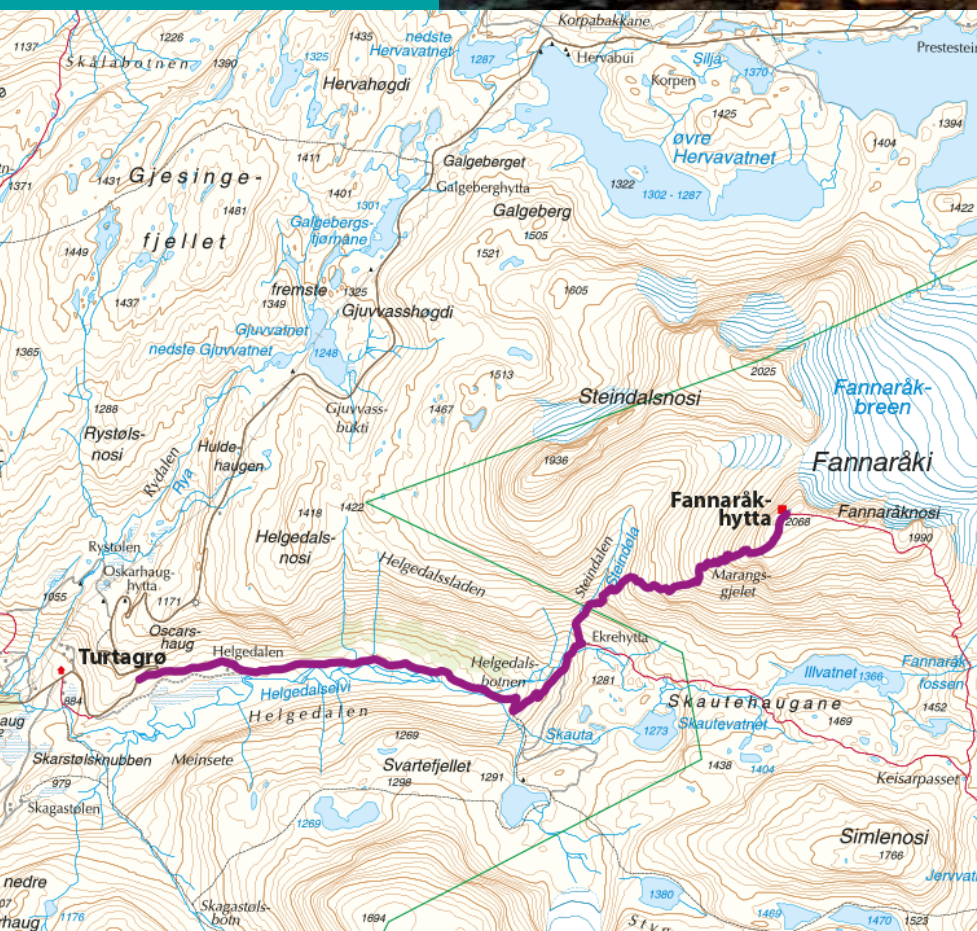 Korpabakkane
1137
1226
1435
nedste
Hervavatnet
Skålabotnen
1390
1325
1287
Hervabui
Silja
1370
Prestestein
Hervahøgdi
Korpen
1425
øvre
Hervavatnet
1394
1404
1411
Galgeberget
Galgeberghytta
1371
1431
Gjesinge-
fjellet
1401
1301
1322
1302 - 1287
1422
1481
Galgebergs-
tjørnane
Galgeberg
1505
1449
1521
fremste
1349
1325
1605
1437
Gjuvvasshøgdi
Gjuvvatnet
nedste Gjuvvatnet
1248
1365
2025
1513
Steindalsnosi
Fannaråk-
breen
1288
Gjuvvass-
bukti
1467
Rystøls-
nosi
Hulde-
haugen
Rydalen
Rya
1936
Fannaråki
Fannaråk-
hytta
2068
Fannaråknosi
1990
1422
1418
Helgedals-
nosi
Rystølen
Helgedalssladen
Steindalen
Steindøla
Oskarhaug-
hytta
1055
1171
Marangs-
gjelet
Oscars-
haug
Ekrehytta
Turtagrø
Helgedalen
Helgedals-
botnen
Illvatnet 1366
Fannaråk-
fossen
884
Helgedalselvi
Helgedalen
1281
Skautehaugane
1452
Skautevatnet
1469
1273
Skauta
haug
1269
Skarstølsknubben
Meinsete
Svartefjellet
1298
1291
1438
1404
Keisarpasset
979
Skagastølen
1269
Simlenosi
1766
nedre
Jervvat
1380
1176
Skagastøls-
botn
1694
1469
1470
1523
Styg